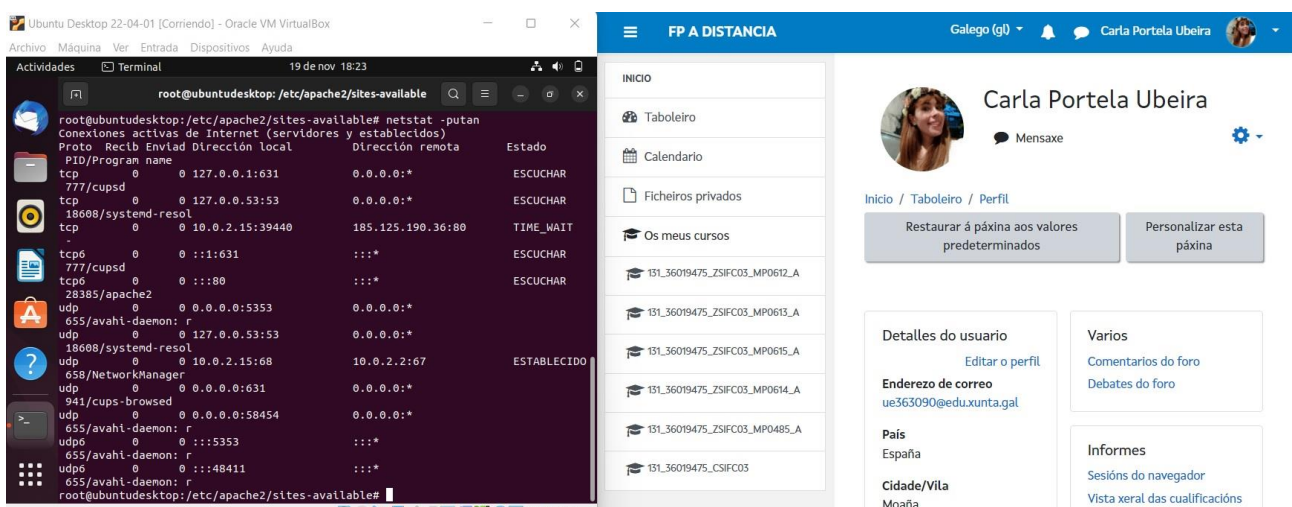 Ubuntu Desktop 22-04-01 [Corriendo] - Oracle VM VirtualBox
Archivo Máquina Ver Entrada Dispositivos Ayuda
Actividades Terminal 19 de nov 18:23
root@ubuntudesktop: /etc/apache2/sites-available
root@ubuntudesktop:/etc/apache2/sites-available# netstat -putan
Conexiones activas de Internet (servidores y establecidos)
Proto Recib Enviad Dirección local Dirección remota Estado
PID/Program name
tcp 0 0 127.0.0.1:631 0.0.0.0:* ESCUCHAR
777/cupsd
tcp 0 0 127.0.0.53:53 0.0.0.0:* ESCUCHAR
18608/systemd-resol
tcp 0 0 10.0.2.15:39440 185.125.190.36:80 TIME_WAIT
-
tcp6 0 0 ::1:631 :::* ESCUCHAR
777/cupsd
tcp6 0 0 :::80 :::* ESCUCHAR
28385/apache2
udp 0 0 0.0.0.0:5353 0.0.0.0:*
655/avahi-daemon: r
udp 0 0 127.0.0.53:53 0.0.0.0:*
18608/systemd-resol
udp 0 0 10.0.2.15:68 10.0.2.2:67 ESTABLECIDO
658/NetworkManager
udp 0 0 0.0.0.0:631 0.0.0.0:*
941/cups-browsed
udp 0 0 0.0.0.0:58454 0.0.0.0:*
655/avahi-daemon: r
udp6 0 0 :::5353 :::*
655/avahi-daemon: r
udp6 0 0 :::48411 :::*
655/avahi-daemon: r
root@ubuntudesktop:/etc/apache2/sites-available#
FP A DISTANCIA
Galego (gl)
Carla Portela Ubeira
INICIO
Taboleiro
Calendario
Ficheiros privados
Os meus cursos
131_36019475_ZSIFC03_MP0612_A
131_36019475_ZSIFC03_MP0613_A
131_36019475_ZSIFC03_MP0615_A
131_36019475_ZSIFC03_MP0614_A
131_36019475_ZSIFC03_MP0485_A
131_36019475_CSIFC03
Carla Portela Ubeira
Mensaxe
Inicio / Taboleiro / Perfil
Restaurar á páxina aos valores
predeterminados
Personalizar esta
páxina
Detalles do usuario
Editar o perfil
Enderezo de correo
ue363090@edu.xunta.gal
País
España
Cidade/Vila
Moaña
Varios
Comentarios do foro
Debates do foro
Informes
Sesións do navegador
Vista xeral das cualificacións